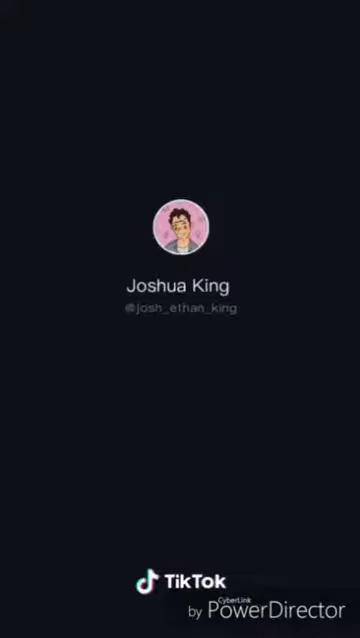 Joshua King
@josh_ethan_king
TikTok
CyberLink
by PowerDirector